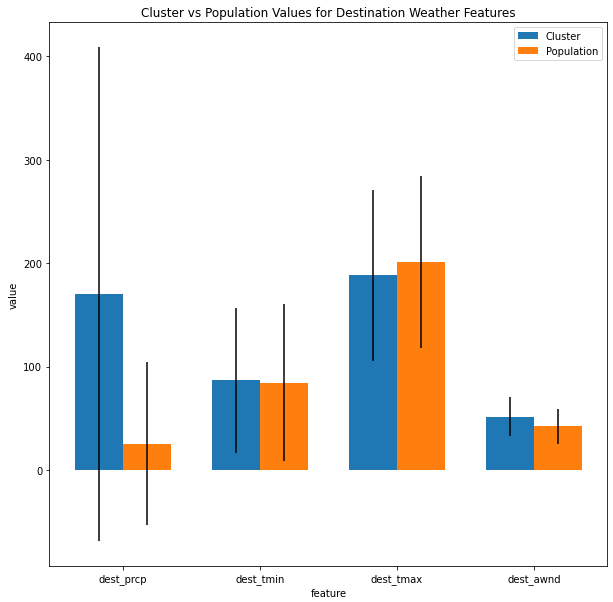 Cluster vs Population Values for Destination Weather Features
Cluster
Population
400
300
200
100
0
value
dest_prcp
dest_tmin
dest_tmax
dest_awnd
feature